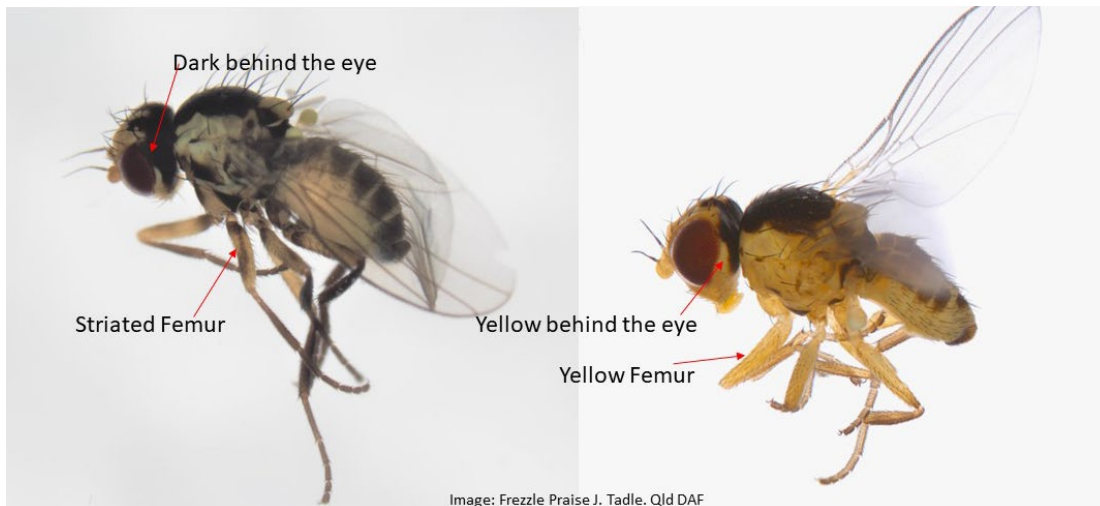 Dark behind the eye
Striated Femur
Yellow behind the eye
Yellow Femur
Image: Frezzle Praise J. Tadle. Qld DAF